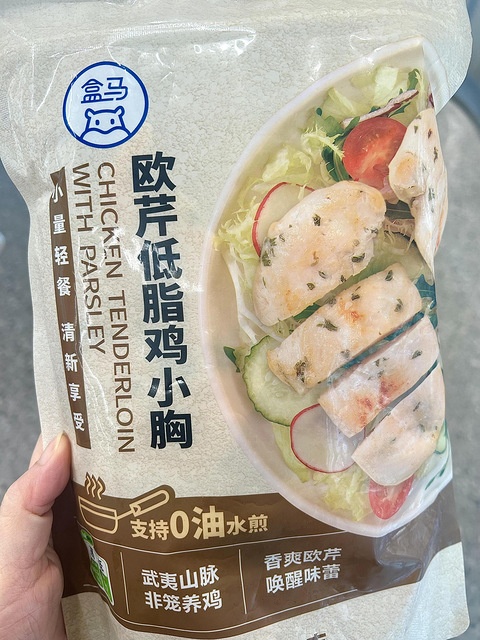 盒马
欧芹低脂鸡小胸
CHICKEN TENDERLOIN
WITH PARSLEY
小量轻餐 清新享受
支持0油水煎
武夷山脉
非笼养鸡
香爽欧芹
唤醒味蕾